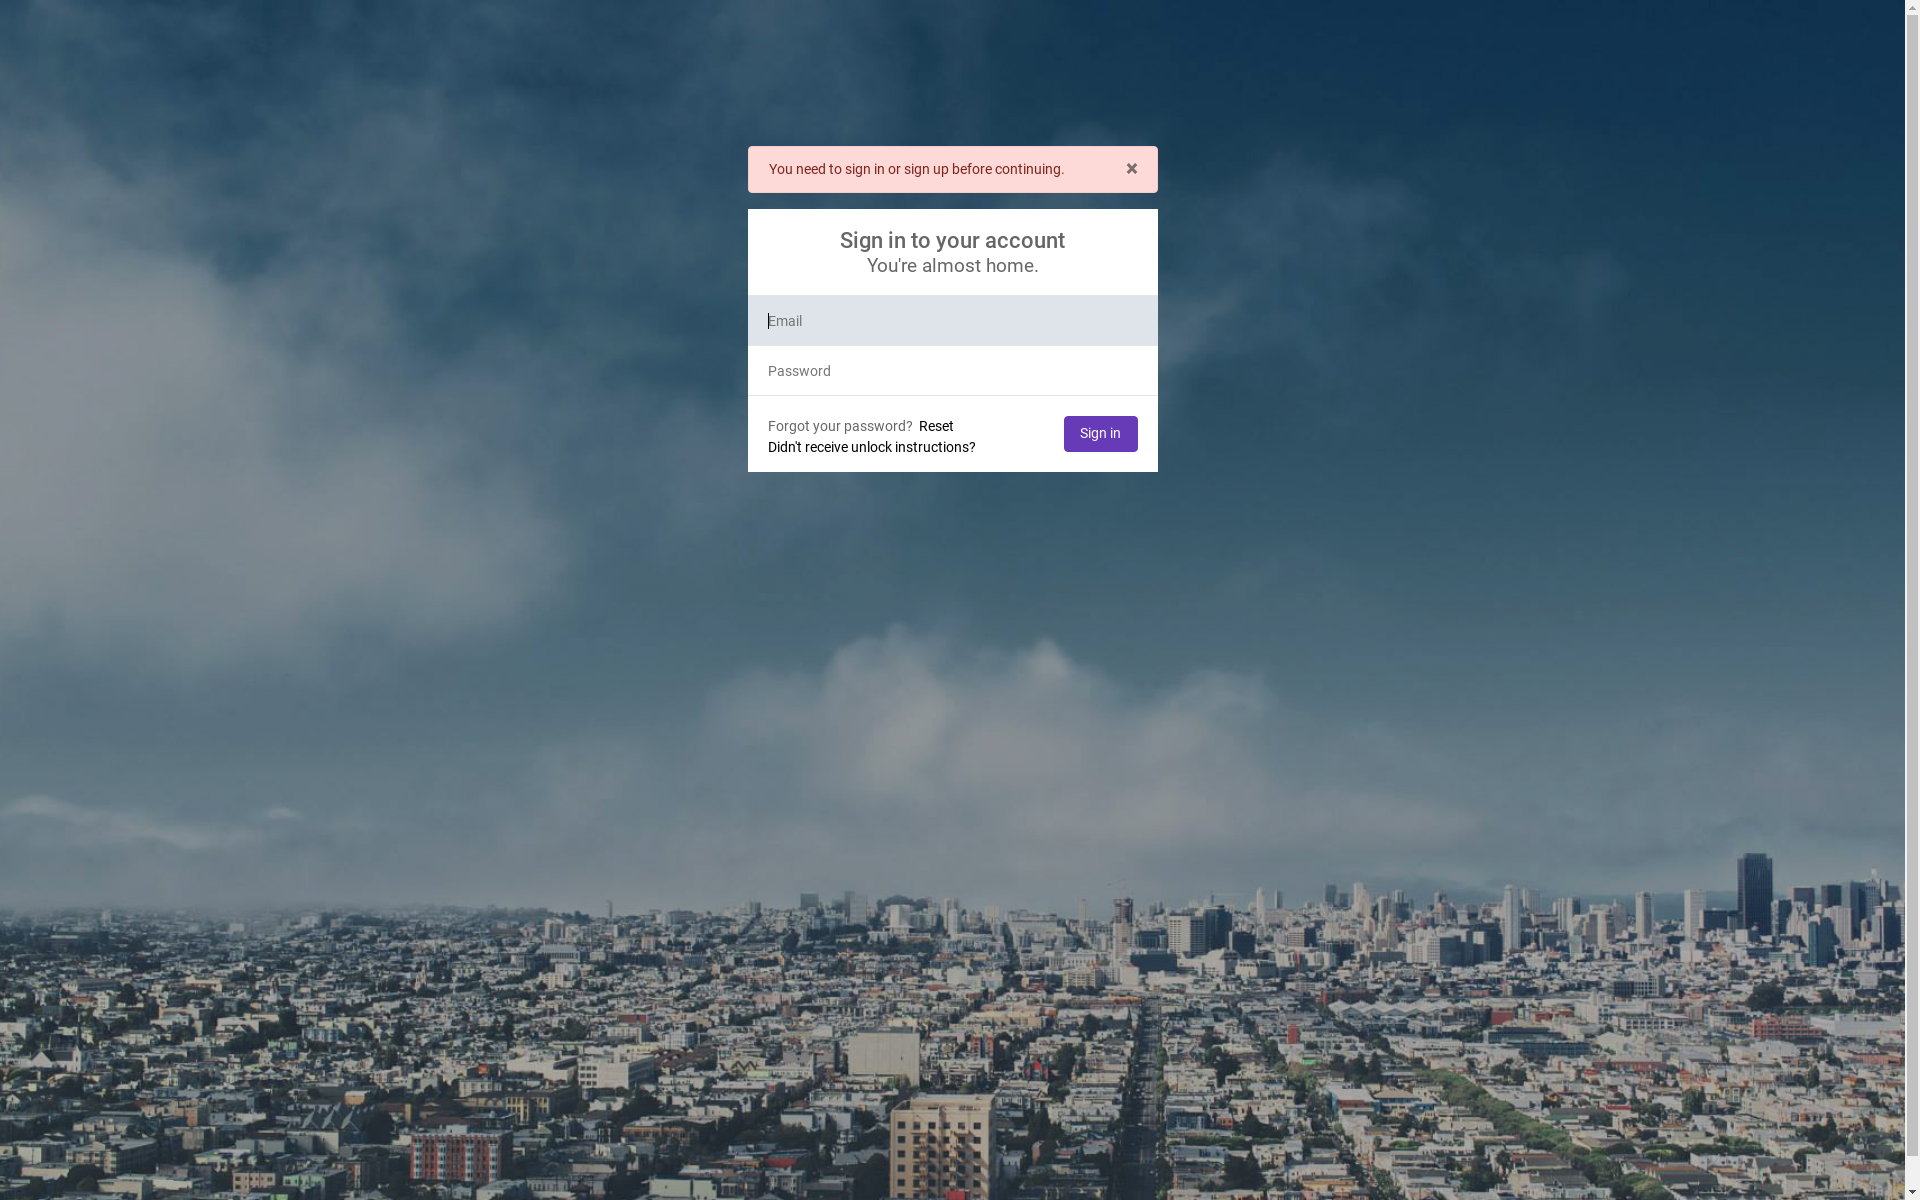 You need to sign in or sign up before continuing.
×
Sign in to your account
You're almost home.
Email
Password
Forgot your password? Reset
Didn't receive unlock instructions?
Sign in